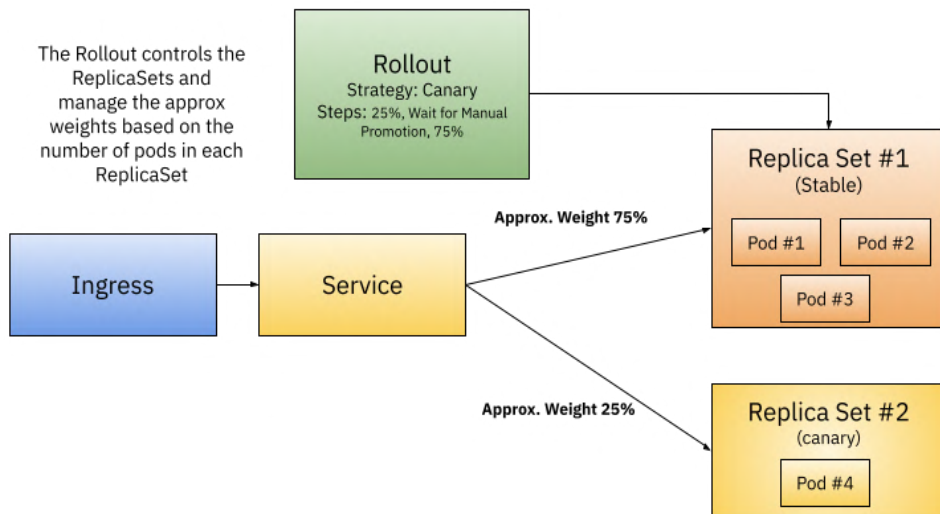 The Rollout controls the
ReplicaSets and
manage the approx
weights based on the
number of pods in each
ReplicaSet
Rollout
Strategy: Canary
Steps: 25%, Wait for Manual
Promotion, 75%
Replica Set #1
(Stable)
Pod #1
Pod #2
Pod #3
Approx. Weight 75%
Ingress
Service
Approx. Weight 25%
Replica Set #2
(canary)
Pod #4